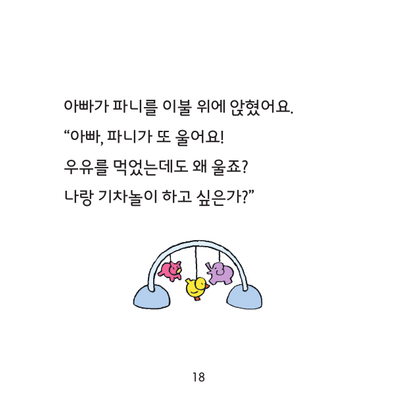 아빠가 파니를 이불 위에 앉혔어요.
“아빠, 파니가 또 울어요!
우유를 먹었는데도 왜 울죠?
나랑 기차놀이 하고 싶은가?”
18